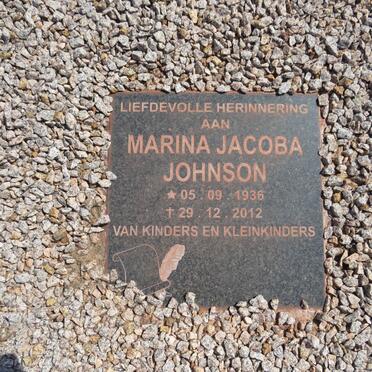 LIEFDEVOLLE HERINNERING
AAN
MARINA JACOBA
JOHNSON
★ 05 . 09 . 1936
✝ 29 . 12 . 2012
VAN KINDERS EN KLEINKINDERS